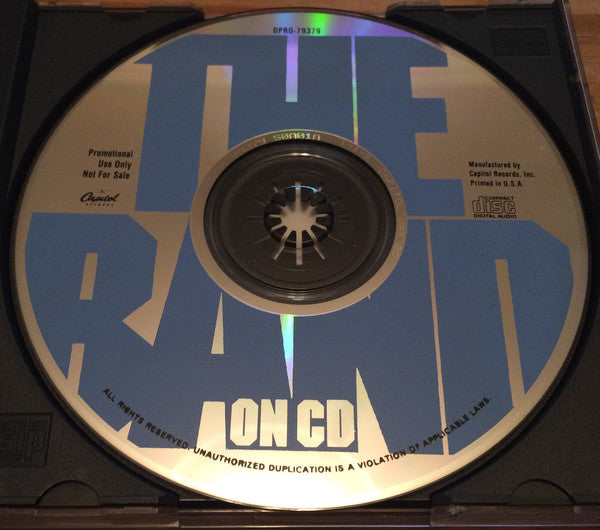 DPRO-79379
THE
Promotional
Use Only
Not For Sale
Capitol
RECORDS
Manufactured by
Capitol Records, Inc.
Printed in U.S.A.
COMPACT
disc
DIGITAL AUDIO
BAND
ON CD
ALL RIGHTS RESERVED. UNAUTHORIZED DUPLICATION IS A VIOLATION OF APPLICABLE LAWS.